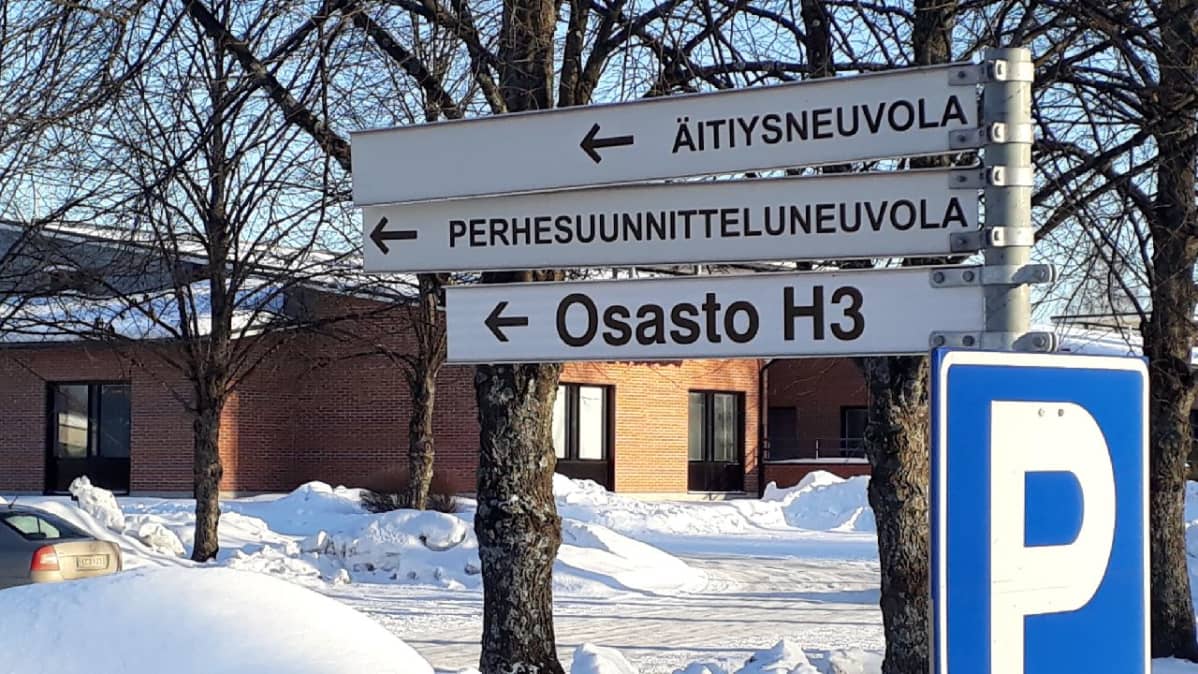 ← ÄITIYSNEUVOLA
← PERHESUUNNITTELUNEUVOLA
← Osasto H3
P